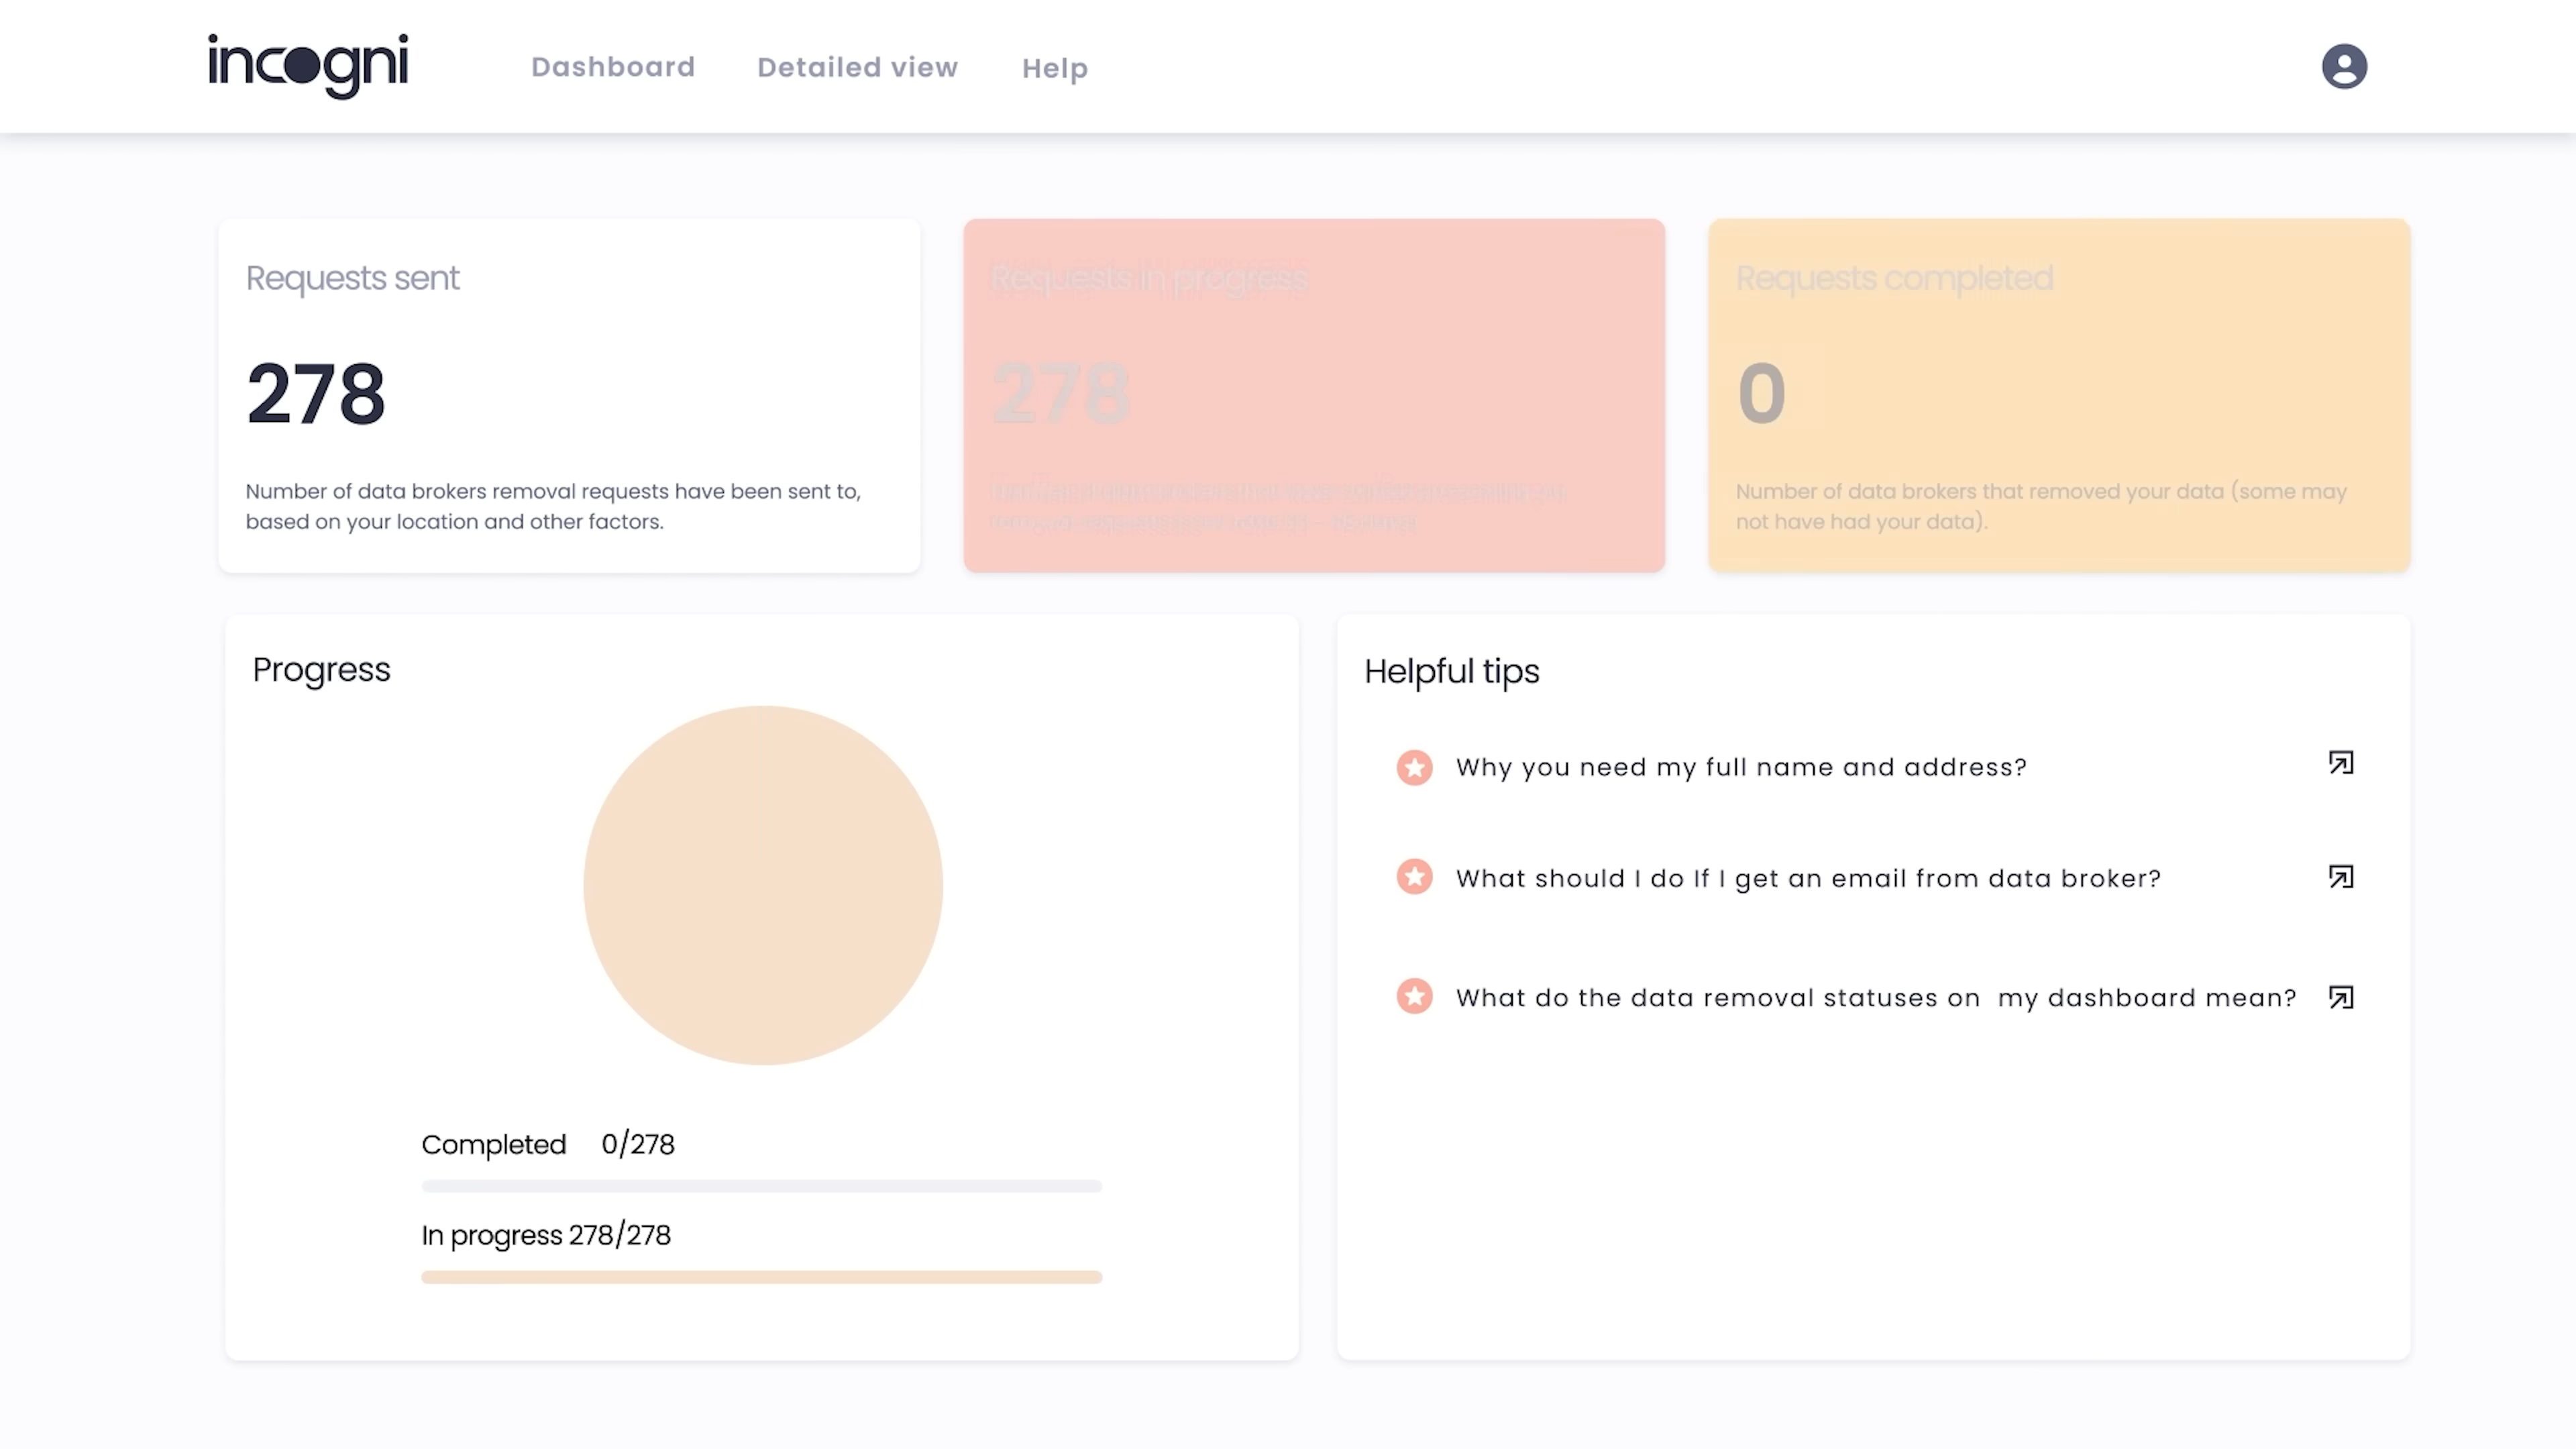 incogni
Dashboard
Detailed view
Help
Requests sent
278
Number of data brokers removal requests have been sent to,
based on your location and other factors.
Requests in progress
278
Requests completed
0
Number of data brokers that removed your data (some may
not have had your data).
Progress
Completed 0/278
In progress 278/278
Helpful tips
Why you need my full name and address?
What should I do If I get an email from data broker?
What do the data removal statuses on my dashboard mean?